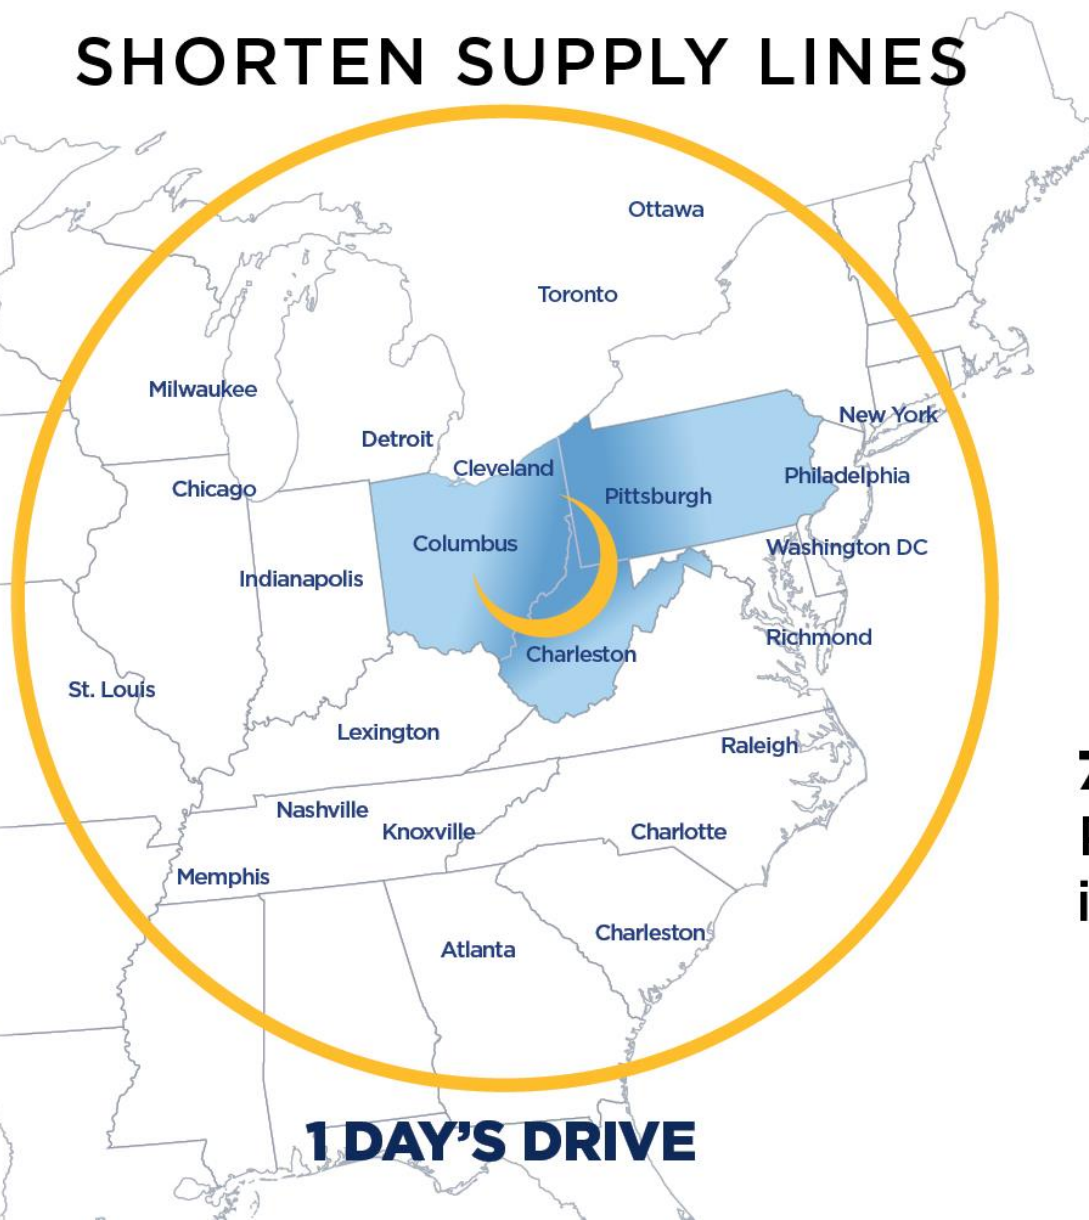 SHORTEN SUPPLY LINES
Ottawa
Toronto
Milwaukee
New York
Detroit
Cleveland
Philadelphia
Chicago
Pittsburgh
Columbus
Washington DC
Indianapolis
Richmond
Charleston
St. Louis
Lexington
Raleigh
Nashville
Knoxville
Charlotte
Memphis
Charleston
Atlanta
1 DAY'S DRIVE